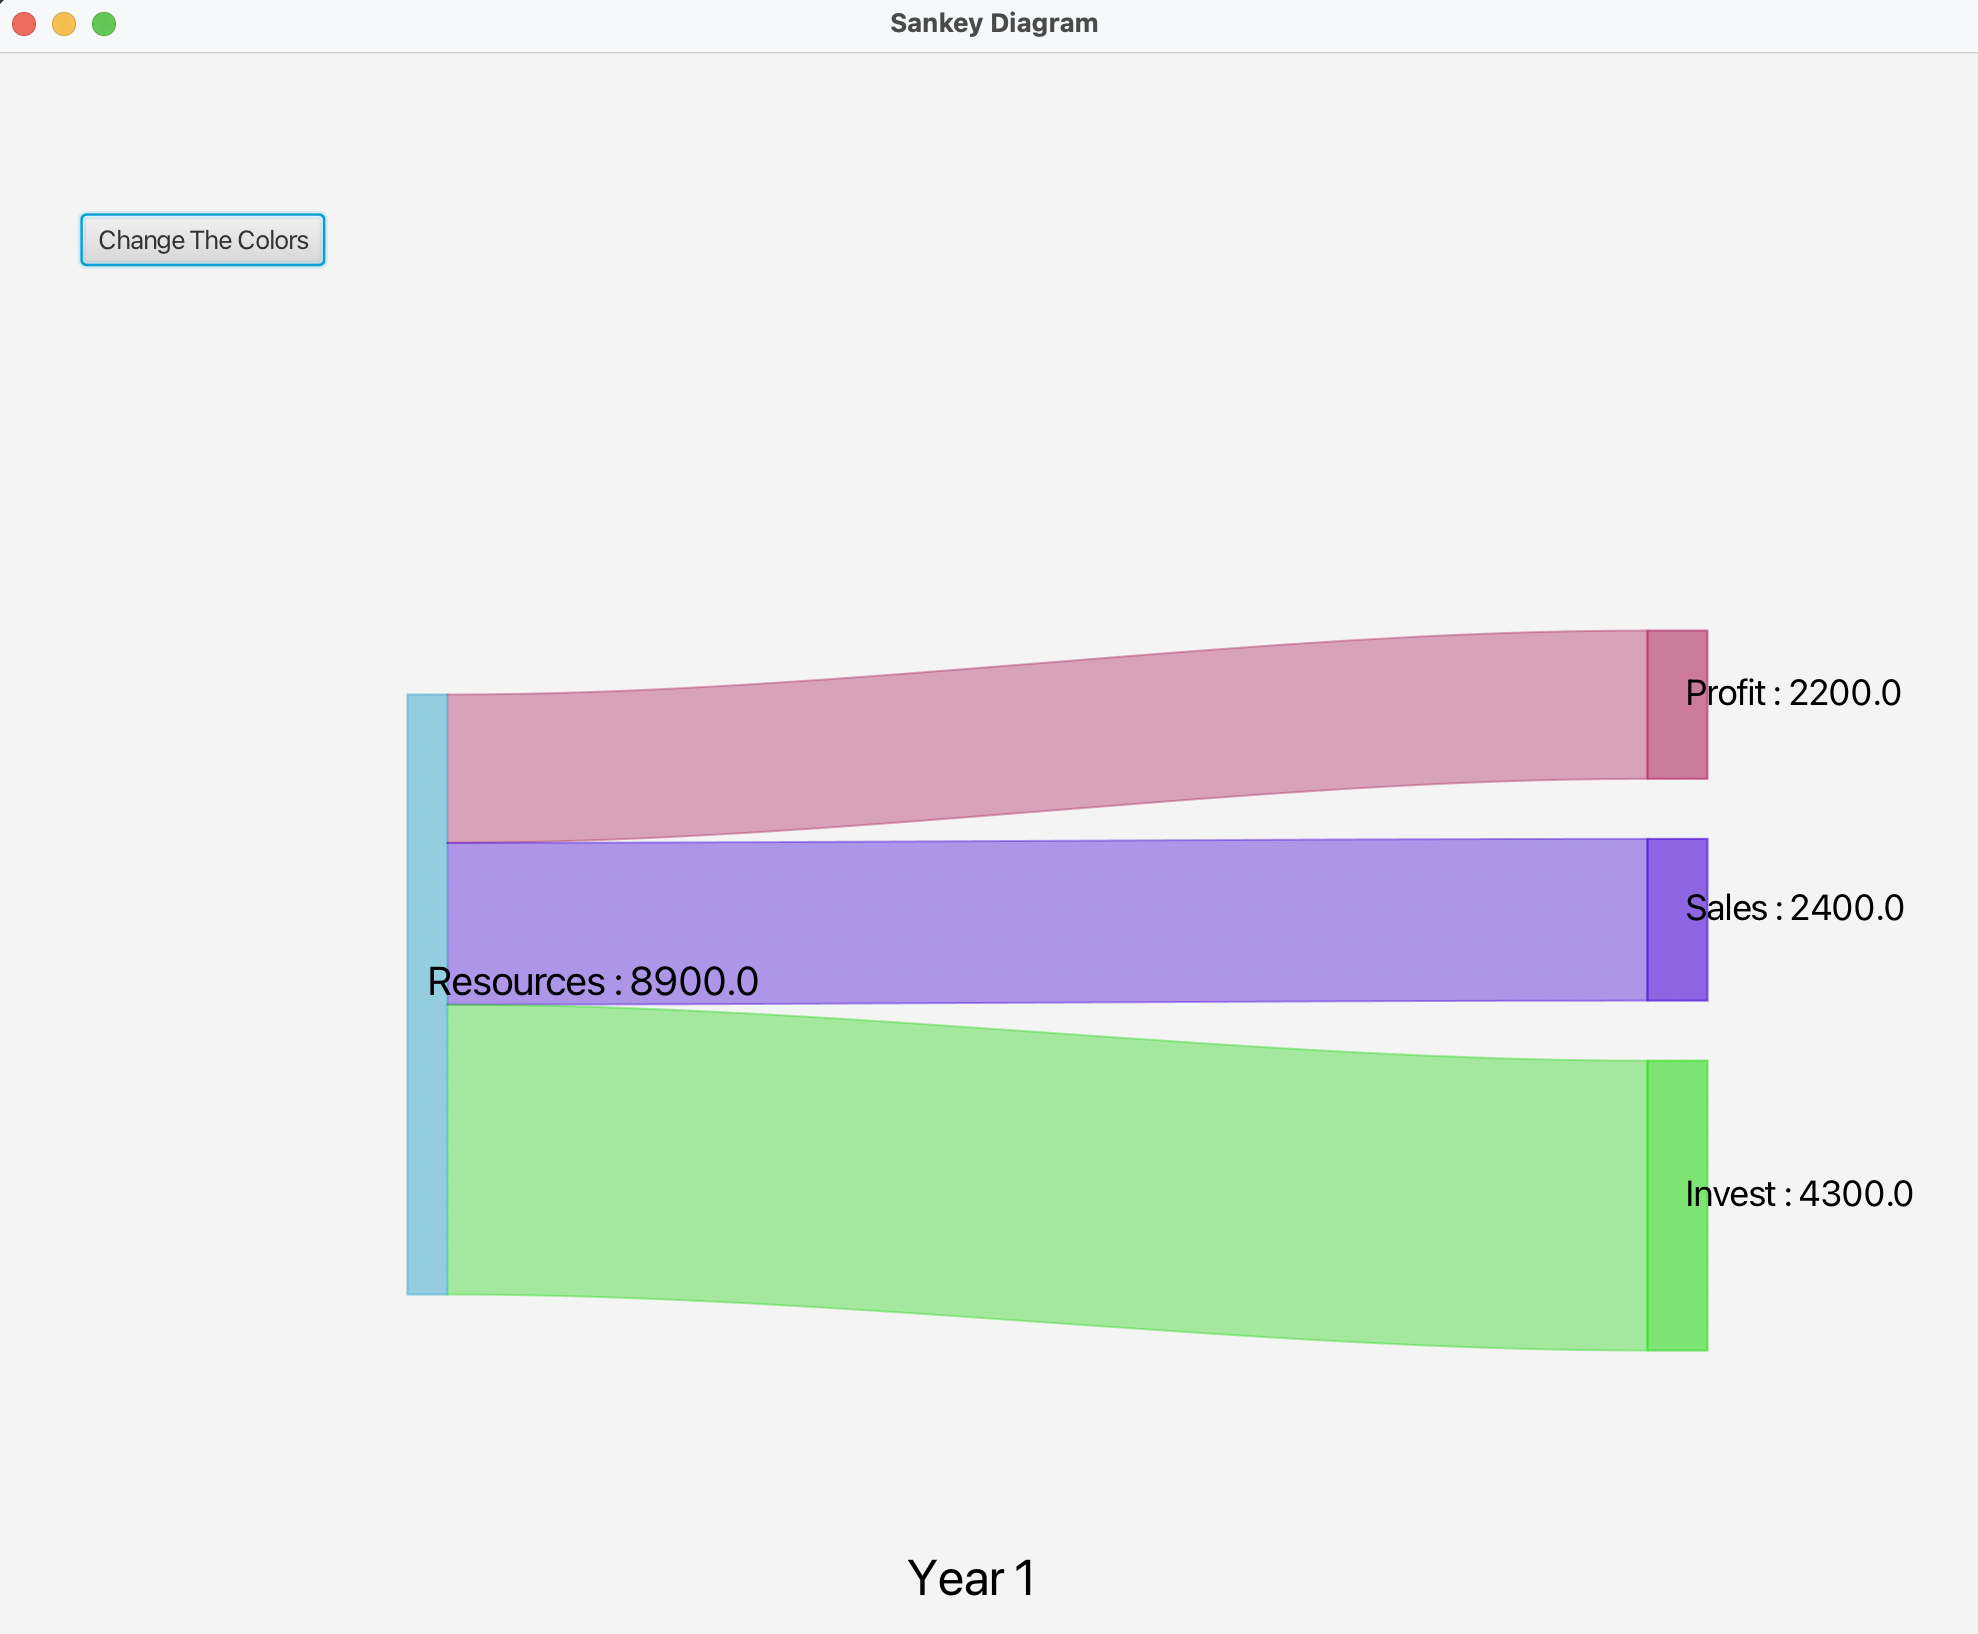 Sankey Diagram
Change The Colors
Profit : 2200.0
Sales : 2400.0
Resources : 8900.0
Invest : 4300.0
Year 1